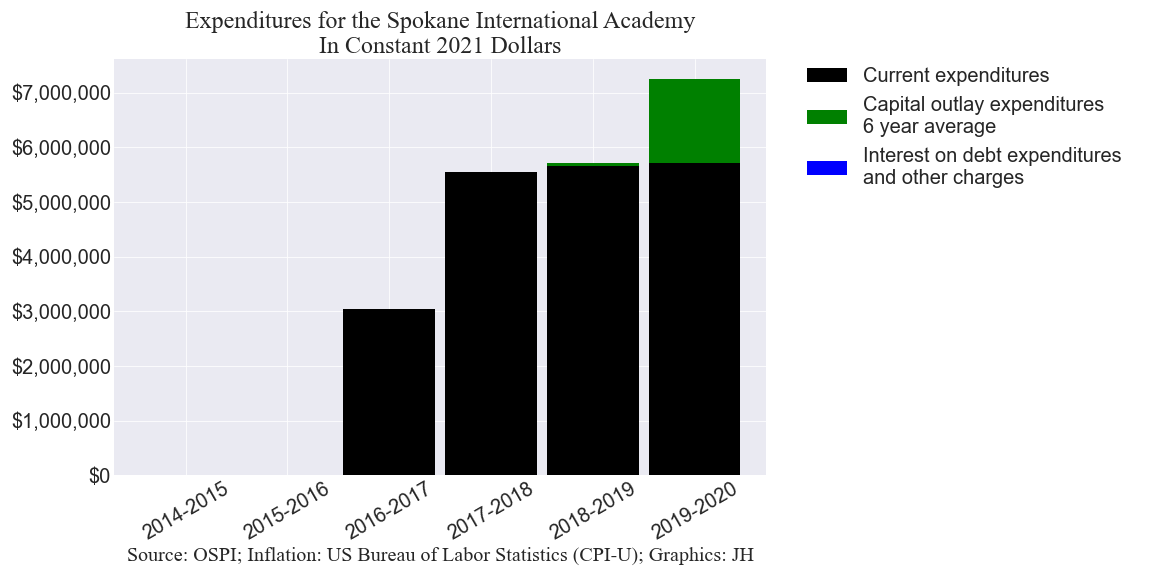 Expenditures for the Spokane International Academy
In Constant 2021 Dollars
$7,000,000
$6,000,000
$5,000,000
$4,000,000
$3,000,000
$2,000,000
$1,000,000
$0
2014-2015
2015-2016
2016-2017
2017-2018
2018-2019
2019-2020
Source: OSPI; Inflation: US Bureau of Labor Statistics (CPI-U); Graphics: JH
Current expenditures
Capital outlay expenditures
6 year average
Interest on debt expenditures
and other charges